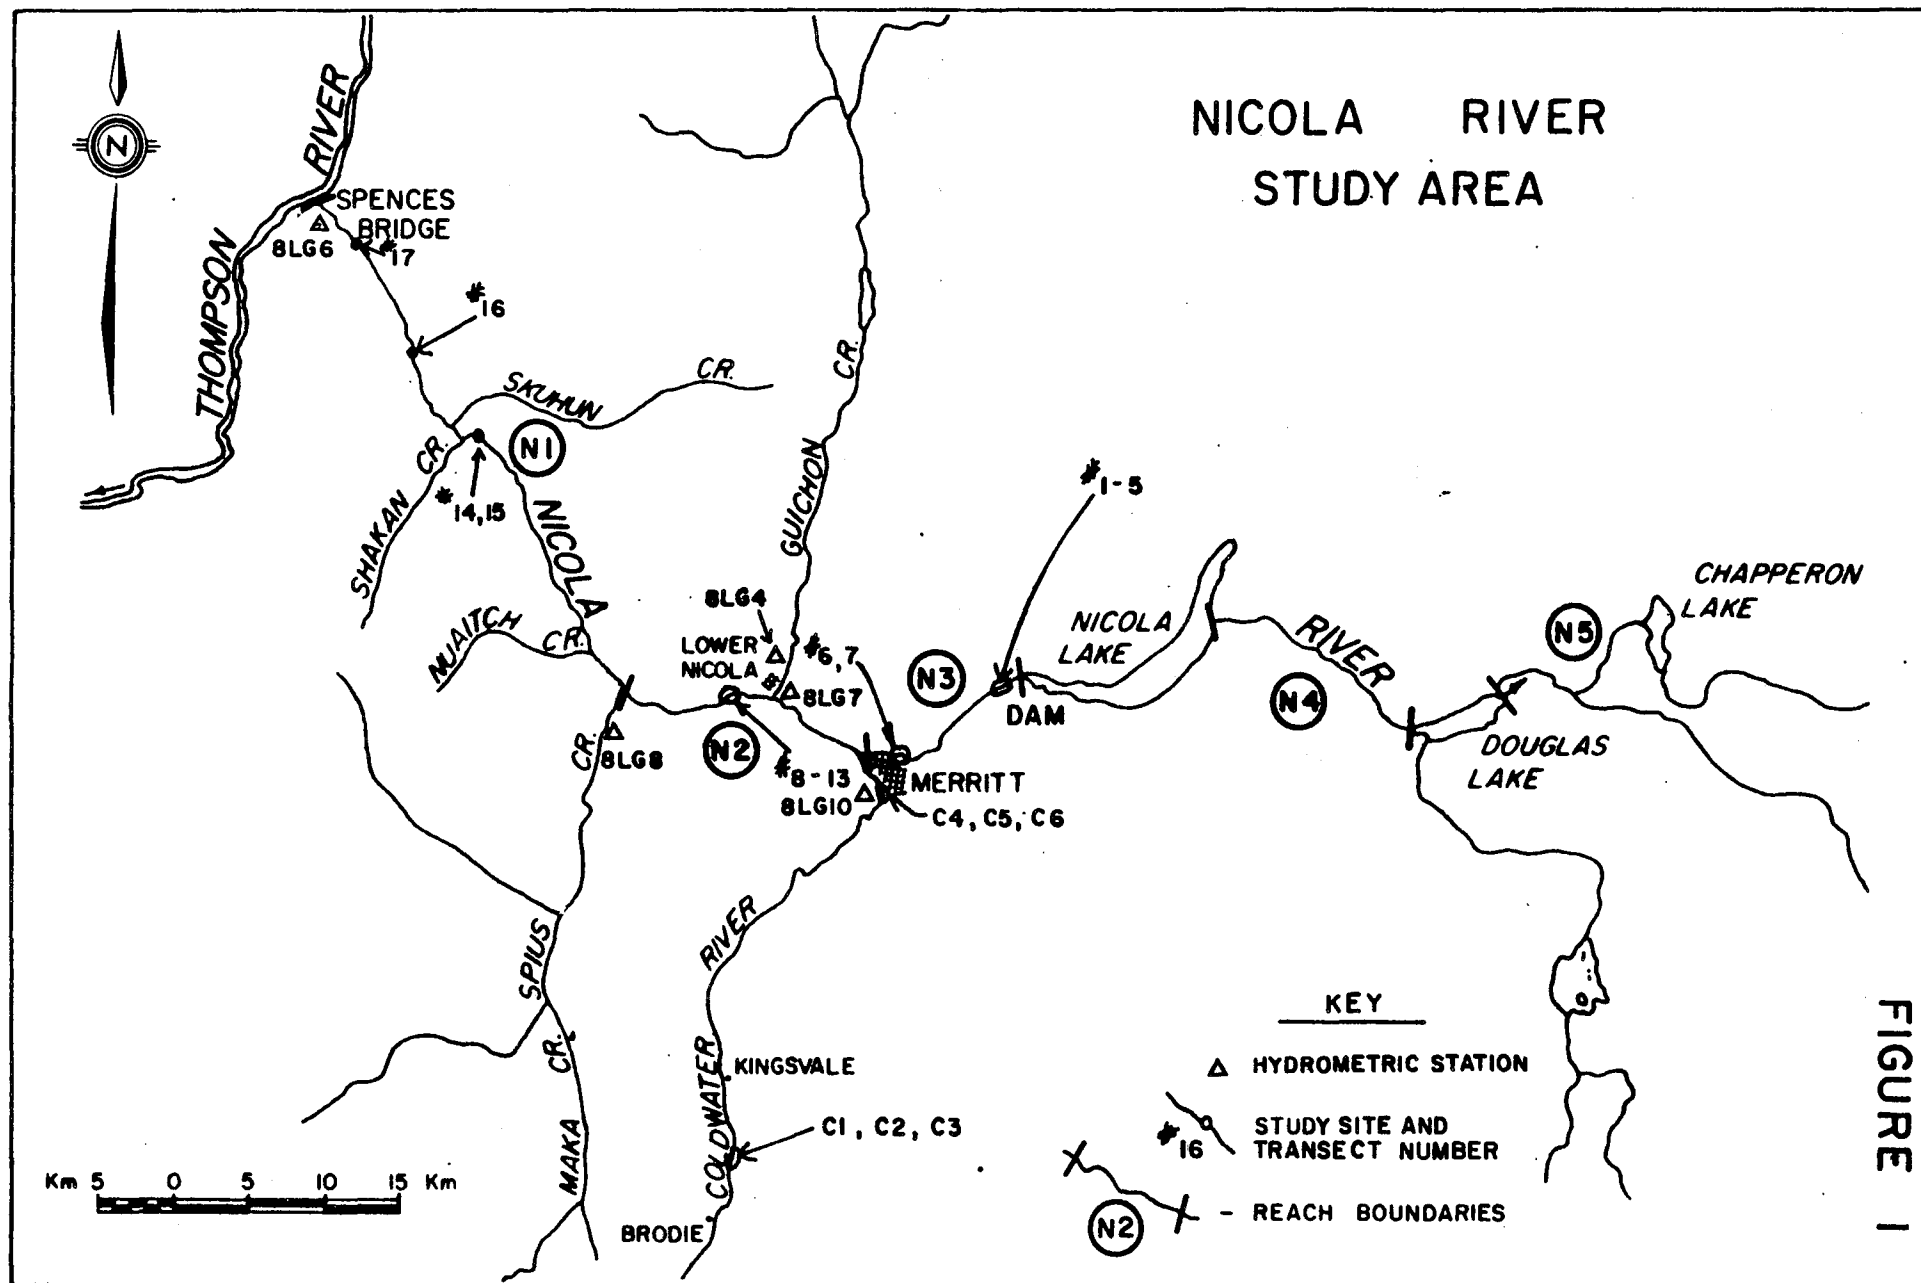 NICOLA RIVER
STUDY AREA
N
THOMPSON RIVER
SPENCES
BRIDGE
8LG6
#17
#16
SKUHUN CR.
N1
SHAKAN CR.
#14,15
NICOLA
GUICHON CR.
#1-5
NUAITCH CR.
8LG4
LOWER
NICOLA
#6,7
8LG7
N3
DAM
NICOLA
LAKE
RIVER
N4
N5
CHAPPERON
LAKE
DOUGLAS
LAKE
N2
#8-13
8LG8
8LG10
MERRITT
C4, C5, C6
CR.
SPIUS
RIVER
COLDWATER
KINGSVALE
C1, C2, C3
MAKA CR.
BRODIE
Km 5 0 5 10 15 Km
KEY
HYDROMETRIC STATION
#16
STUDY SITE AND
TRANSECT NUMBER
N2
- REACH BOUNDARIES
FIGURE 1